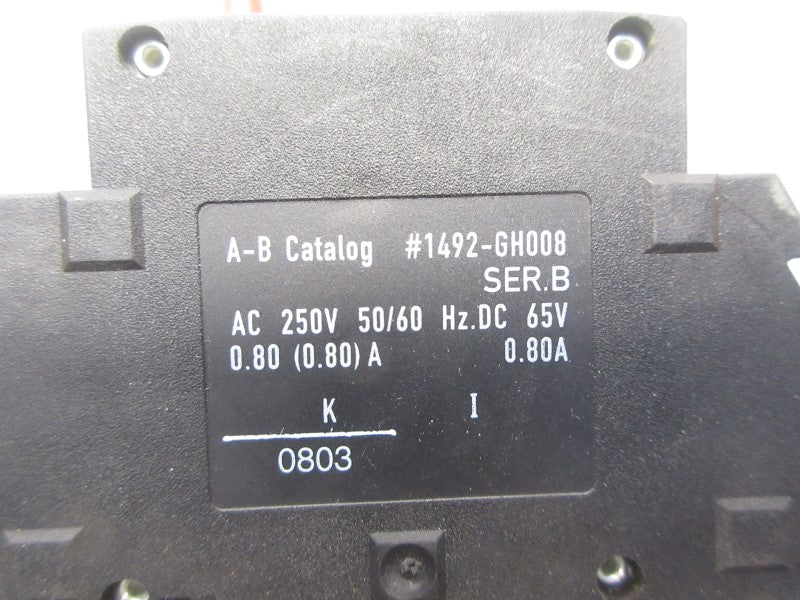 A-B Catalog #1492-GH008
SER.B
AC 250V 50/60 Hz.DC 65V
0.80 (0.80) A 0.80A
K I
0803